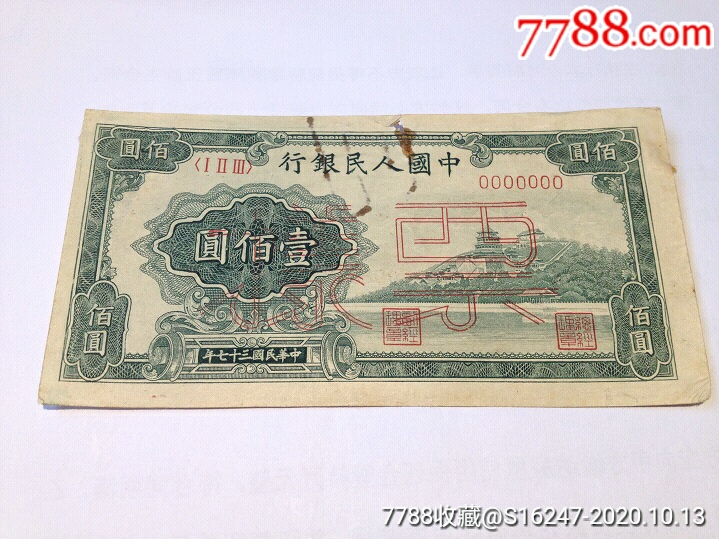 7788.com
佰圓
佰圓
〈I II III〉
行銀民人國中
0000000
圓佰壹
票樣
佰圓
佰圓
年七十三國民華中
7788收藏@S16247-2020.10.13